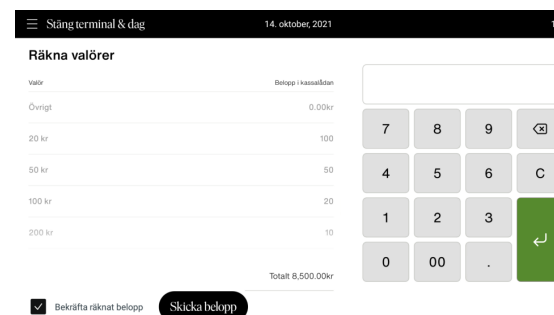 Stäng terminal & dag 14. oktober, 2021 1
Räkna valörer
Valör Belopp i kassalådan
Övrigt 0.00kr
20 kr 100
50 kr 50
100 kr 20
200 kr 10
Totalt 8,500.00kr
Bekräfta räknat belopp Skicka belopp
7 8 9
4 5 6 C
1 2 3
0 00 .